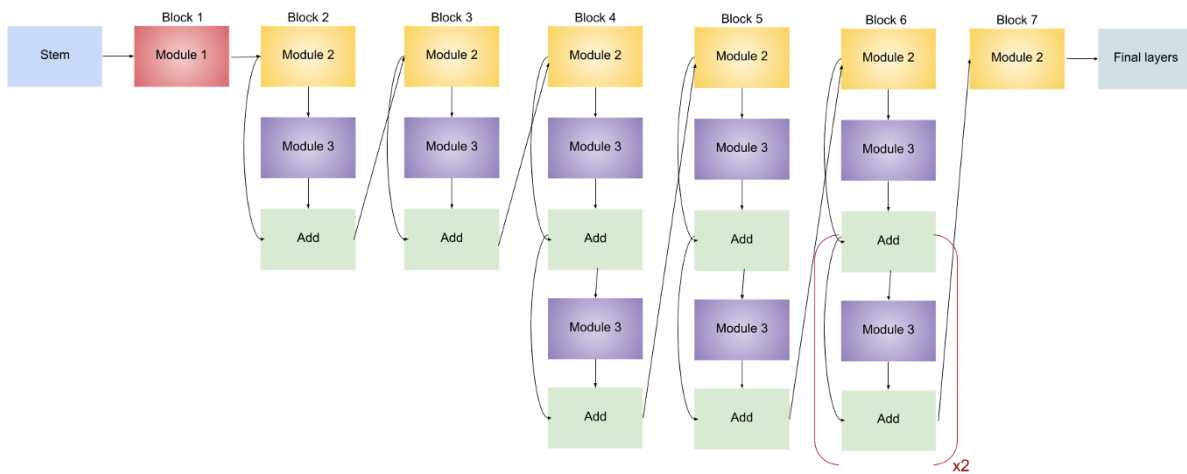 Block 1
Block 2
Block 3
Block 4
Block 5
Block 6
Block 7
Stem
Module 1
Module 2
Module 2
Module 2
Module 2
Module 2
Module 2
Final layers
Module 3
Module 3
Module 3
Module 3
Module 3
Add
Add
Add
Add
Add
Module 3
Module 3
Module 3
Add
Add
Add
x2